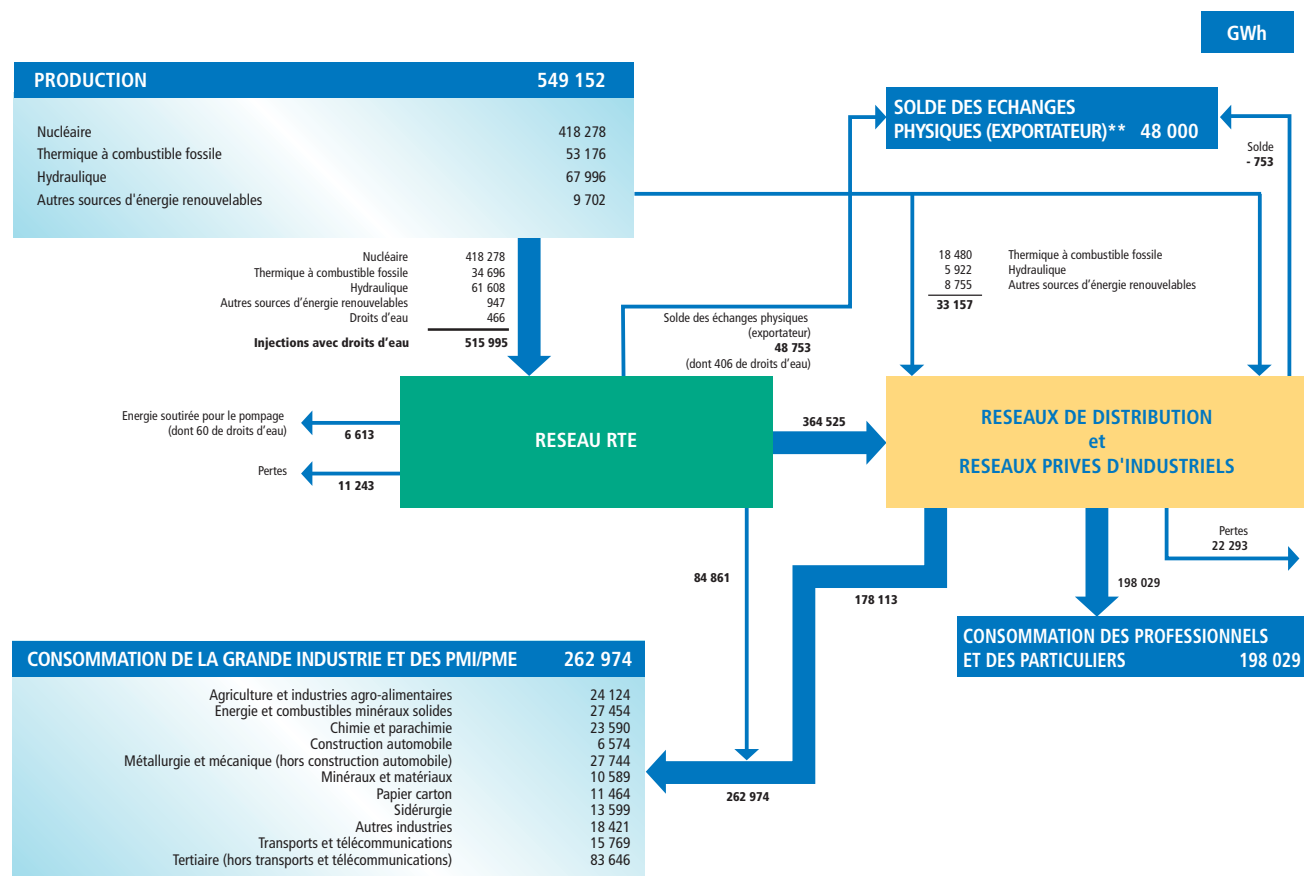 GWh
PRODUCTION 549 152
Nucléaire 418 278
Thermique à combustible fossile 53 176
Hydraulique 67 996
Autres sources d'énergie renouvelables 9 702
SOLDE DES ECHANGES
PHYSIQUES (EXPORTATEUR)** 48 000
Solde
- 753
Nucléaire 418 278
Thermique à combustible fossile 34 696
Hydraulique 61 608
Autres sources d’énergie renouvelables 947
Droits d’eau 466
Injections avec droits d’eau 515 995
18 480 Thermique à combustible fossile
5 922 Hydraulique
8 755 Autres sources d’énergie renouvelables
33 157
Solde des échanges physiques
(exportateur)
48 753
(dont 406 de droits d’eau)
Energie soutirée pour le pompage
(dont 60 de droits d’eau)
6 613
Pertes
11 243
RESEAU RTE
364 525
RESEAUX DE DISTRIBUTION
et
RESEAUX PRIVES D'INDUSTRIELS
Pertes
22 293
84 861
178 113
198 029
CONSOMMATION DES PROFESSIONNELS
ET DES PARTICULIERS 198 029
CONSOMMATION DE LA GRANDE INDUSTRIE ET DES PMI/PME 262 974
Agriculture et industries agro-alimentaires 24 124
Energie et combustibles minéraux solides 27 454
Chimie et parachimie 23 590
Construction automobile 6 574
Métallurgie et mécanique (hors construction automobile) 27 744
Minéraux et matériaux 10 589
Papier carton 11 464
Sidérurgie 13 599
Autres industries 18 421
Transports et télécommunications 15 769
Tertiaire (hors transports et télécommunications) 83 646
262 974